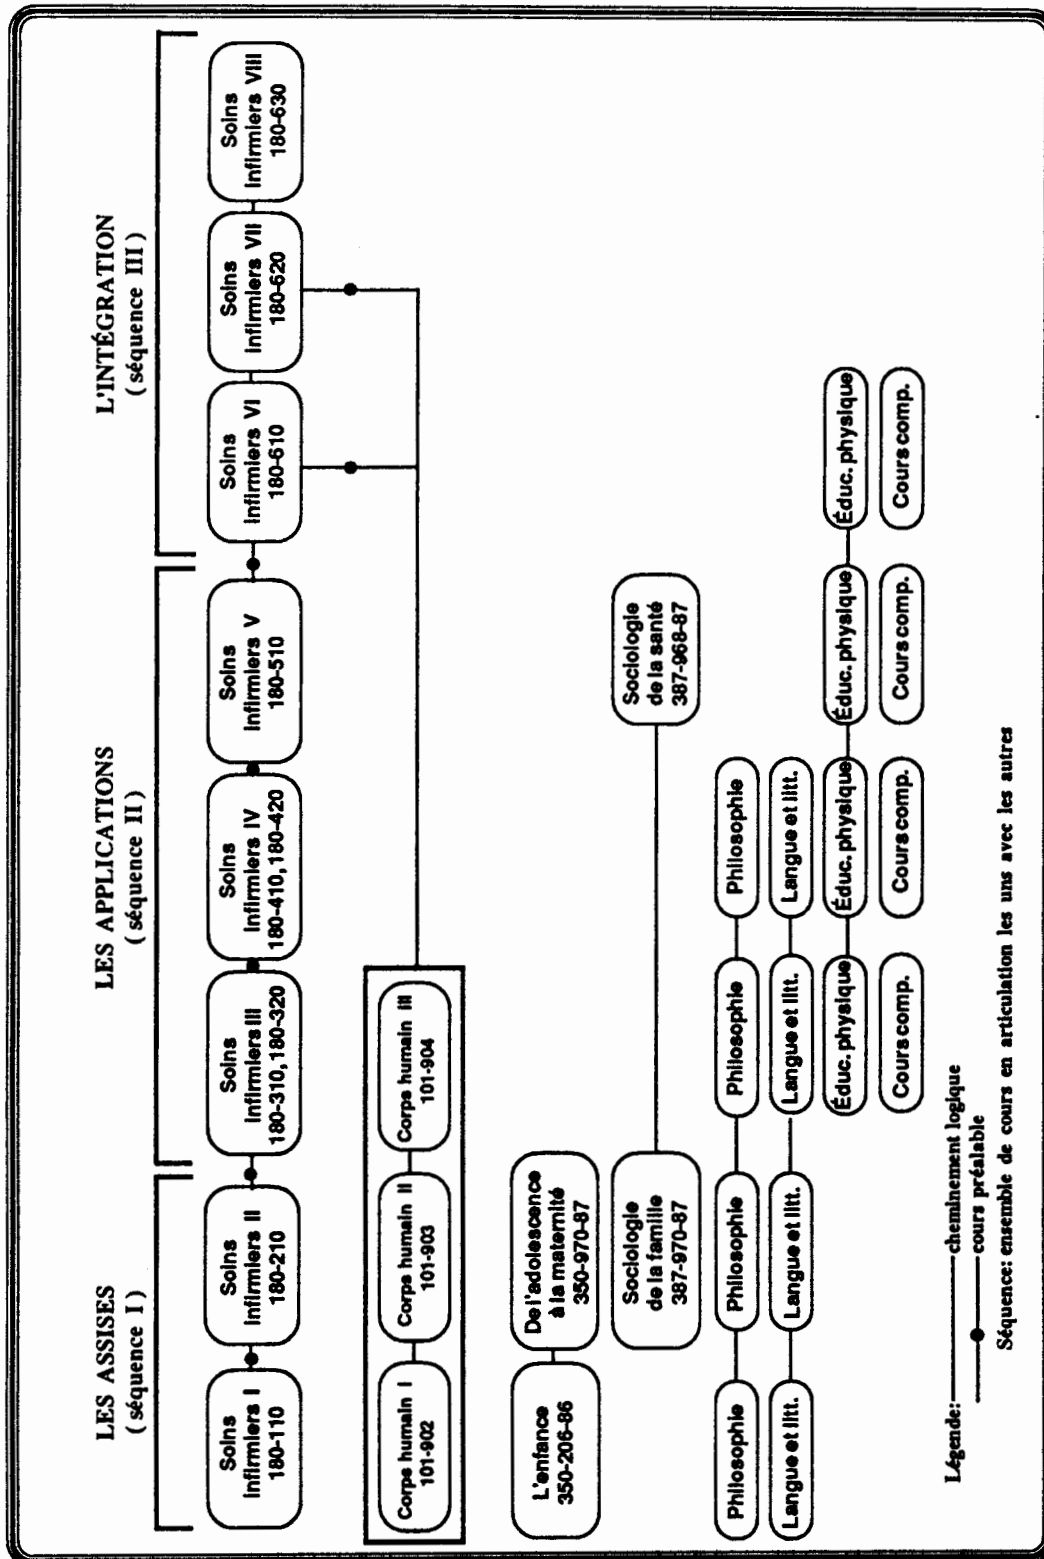 LES ASSISES
( séquence I )
LES APPLICATIONS
( séquence II )
L'INTÉGRATION
( séquence III )
Soins
Infirmiers I
180-110
Soins
Infirmiers II
180-210
Soins
Infirmiers III
180-310, 180-320
Soins
Infirmiers IV
180-410, 180-420
Soins
Infirmiers V
180-510
Soins
Infirmiers VI
180-610
Soins
Infirmiers VII
180-620
Soins
Infirmiers VIII
180-630
Corps humain I
101-902
Corps humain II
101-903
Corps humain III
101-904
L'enfance
350-206-86
De l'adolescence
à la maternité
350-970-87
Sociologie
de la famille
387-970-87
Sociologie
de la santé
387-968-87
Philosophie
Philosophie
Philosophie
Philosophie
Langue et litt.
Langue et litt.
Langue et litt.
Langue et litt.
Éduc. physique
Éduc. physique
Éduc. physique
Éduc. physique
Cours comp.
Cours comp.
Cours comp.
Cours comp.
Légende: cheminement logique
cours préalable
Séquence: ensemble de cours en articulation les uns avec les autres